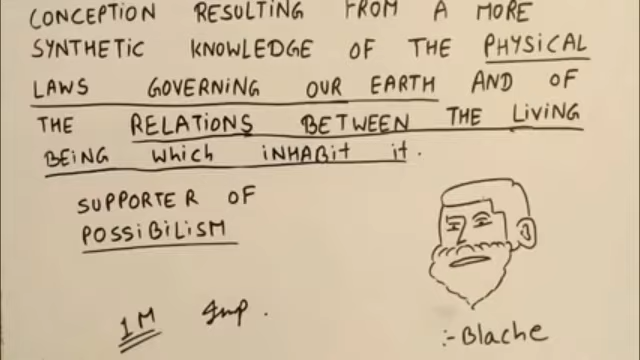 CONCEPTION RESULTING FROM A MORE
SYNTHETIC KNOWLEDGE OF THE PHYSICAL
LAWS GOVERNING OUR EARTH AND OF
THE RELATIONS BETWEEN THE LiViNG
BEiNG which iNHABit it.
SUPPORTER OF
POSSiBiLiSM
1M Imp.
:-Blache